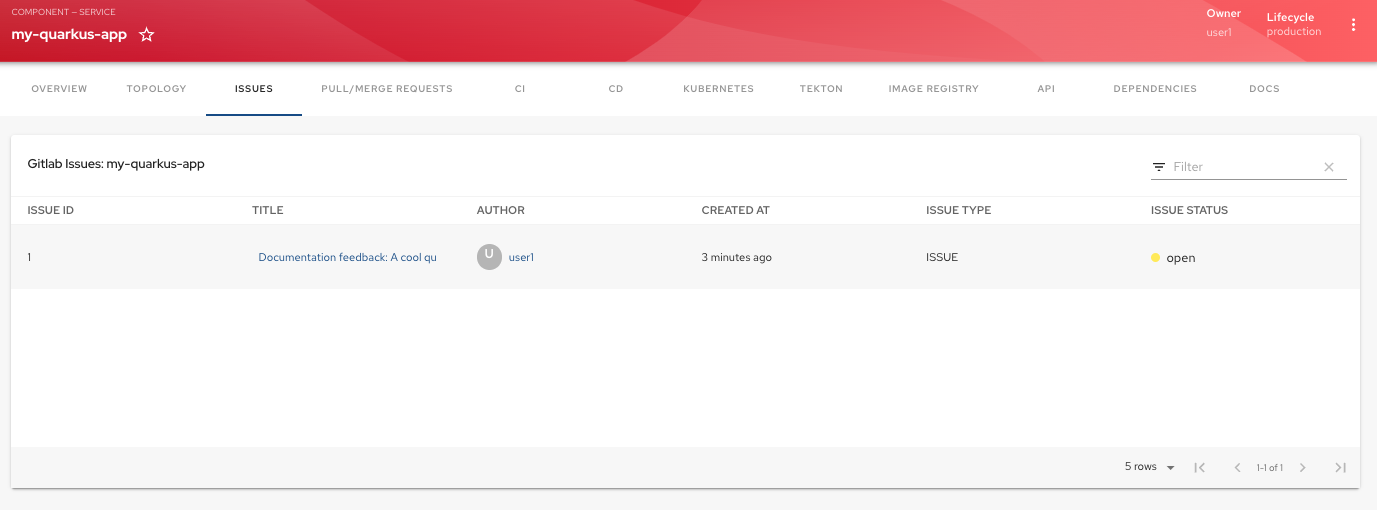 COMPONENT — SERVICE
my-quarkus-app
Owner
user1
Lifecycle
production
OVERVIEW TOPOLOGY ISSUES PULL/MERGE REQUESTS CI CD KUBERNETES TEKTON IMAGE REGISTRY API DEPENDENCIES DOCS
Gitlab Issues: my-quarkus-app
Filter
ISSUE ID TITLE AUTHOR CREATED AT ISSUE TYPE ISSUE STATUS
1 Documentation feedback: A cool qu U user1 3 minutes ago ISSUE open
5 rows 1-1 of 1